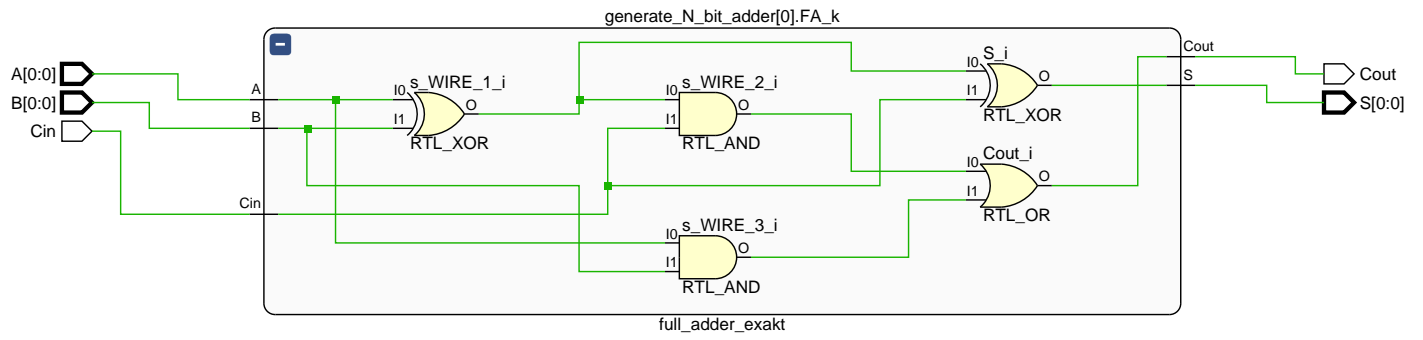 generate_N_bit_adder[0].FA_k
A[0:0]
B[0:0]
Cin
A
B
Cin
s_WIRE_1_i
I0
I1
O
RTL_XOR
s_WIRE_2_i
I0
I1
O
RTL_AND
s_WIRE_3_i
I0
I1
O
RTL_AND
S_i
I0
I1
O
RTL_XOR
Cout_i
I0
I1
O
RTL_OR
Cout
S
Cout
S[0:0]
full_adder_exakt